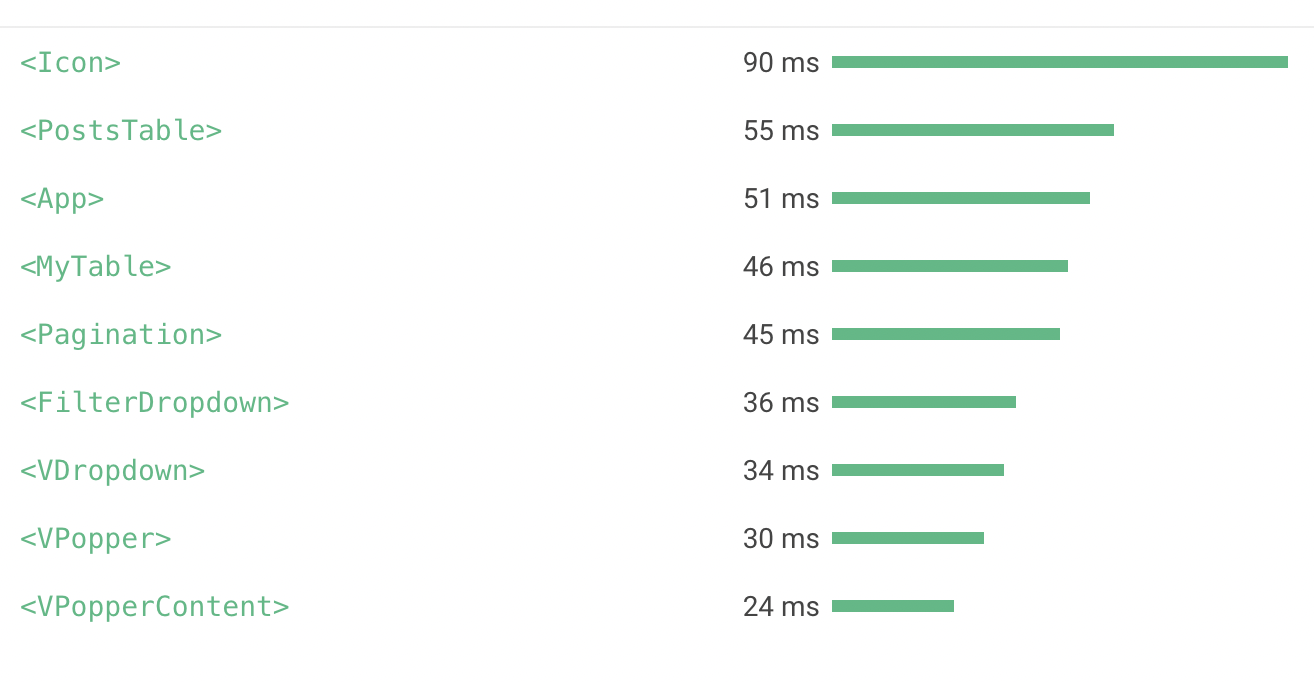 <Icon> 90 ms
<PostsTable> 55 ms
<App> 51 ms
<MyTable> 46 ms
<Pagination> 45 ms
<FilterDropdown> 36 ms
<VDropdown> 34 ms
<VPopper> 30 ms
<VPopperContent> 24 ms